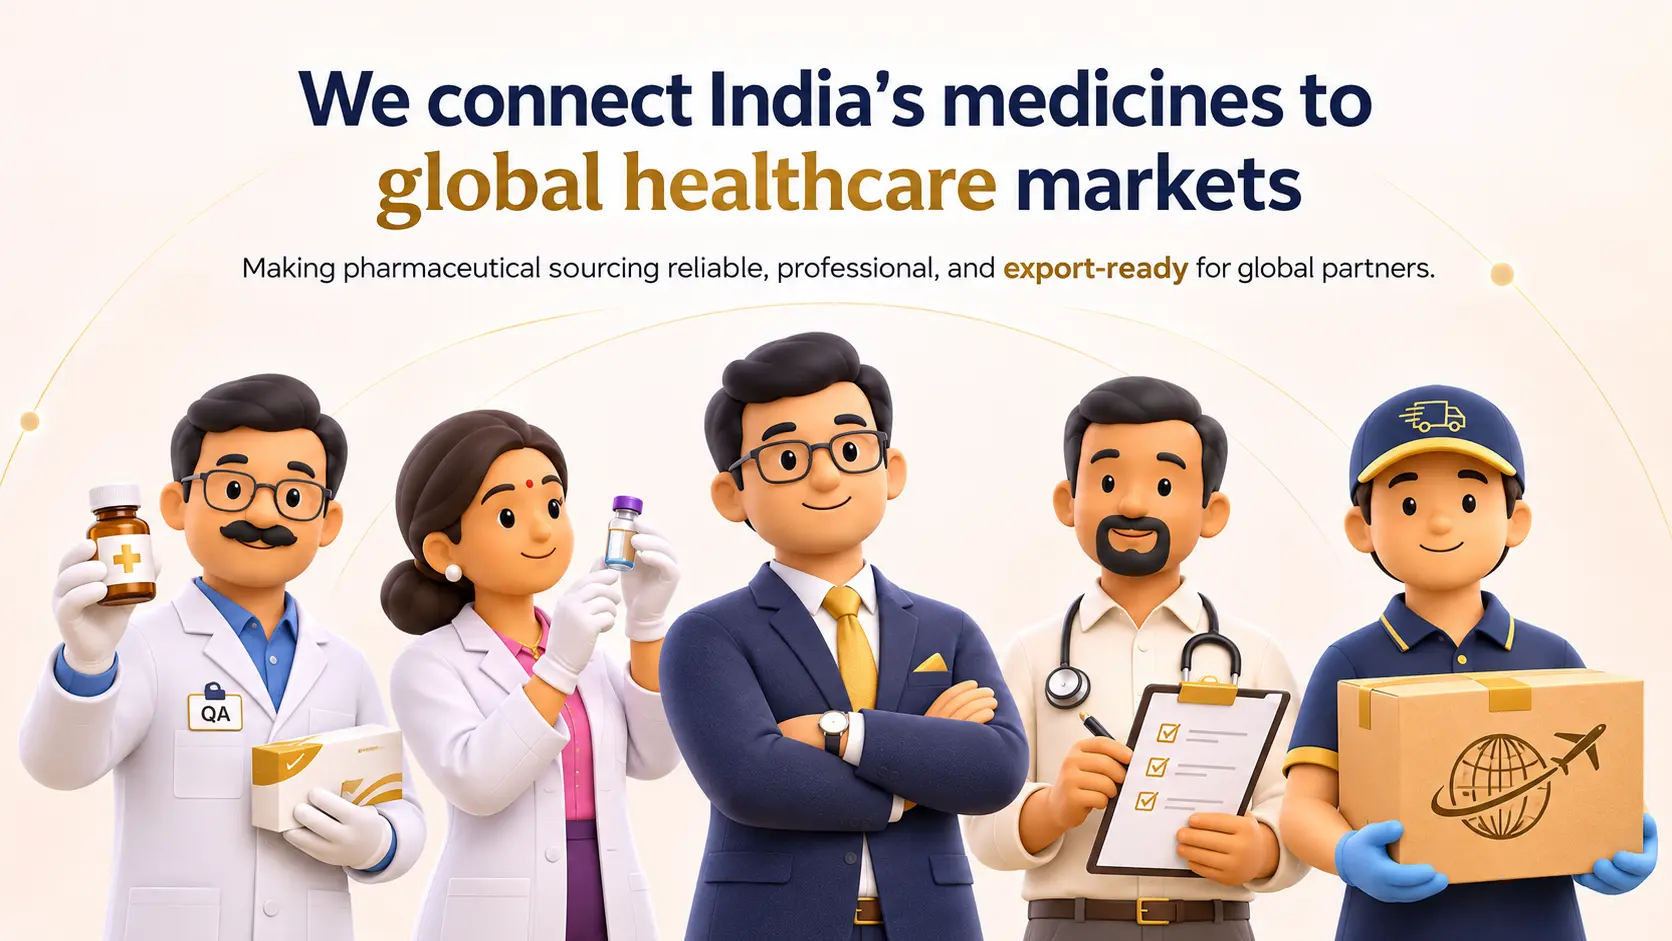 We connect India’s medicines to
global healthcare markets
Making pharmaceutical sourcing reliable, professional, and export-ready for global partners.
QA